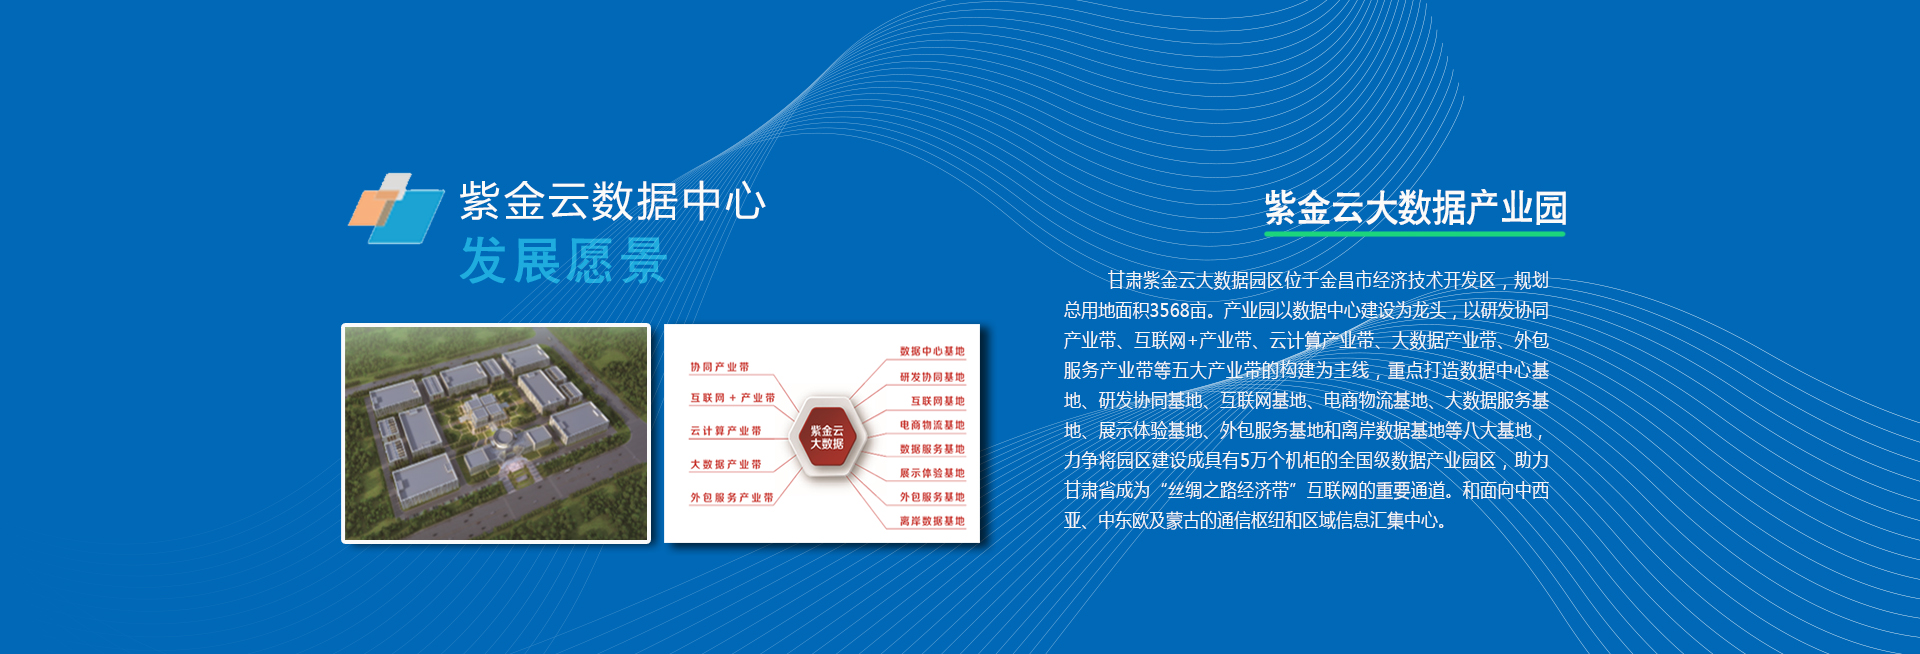 紫金云数据中心
发展愿景
协同产业带
互联网+产业带
云计算产业带
大数据产业带
外包服务产业带
紫金云
大数据
数据中心基地
研发协同基地
互联网基地
电商物流基地
数据服务基地
展示体验基地
外包服务基地
离岸数据基地
紫金云大数据产业园
甘肃紫金云大数据园区位于金昌市经济技术开发区，规划
总用地面积3568亩。产业园以数据中心建设为龙头，以研发协同
产业带、互联网+产业带、云计算产业带、大数据产业带、外包
服务产业带等五大产业带的构建为主线，重点打造数据中心基
地、研发协同基地、互联网基地、电商物流基地、大数据服务基
地、展示体验基地、外包服务基地和离岸数据基地等八大基地，
力争将园区建设成具有5万个机柜的全国级数据产业园区，助力
甘肃省成为“丝绸之路经济带”互联网的重要通道。和面向中西
亚、中东欧及蒙古的通信枢纽和区域信息汇集中心。